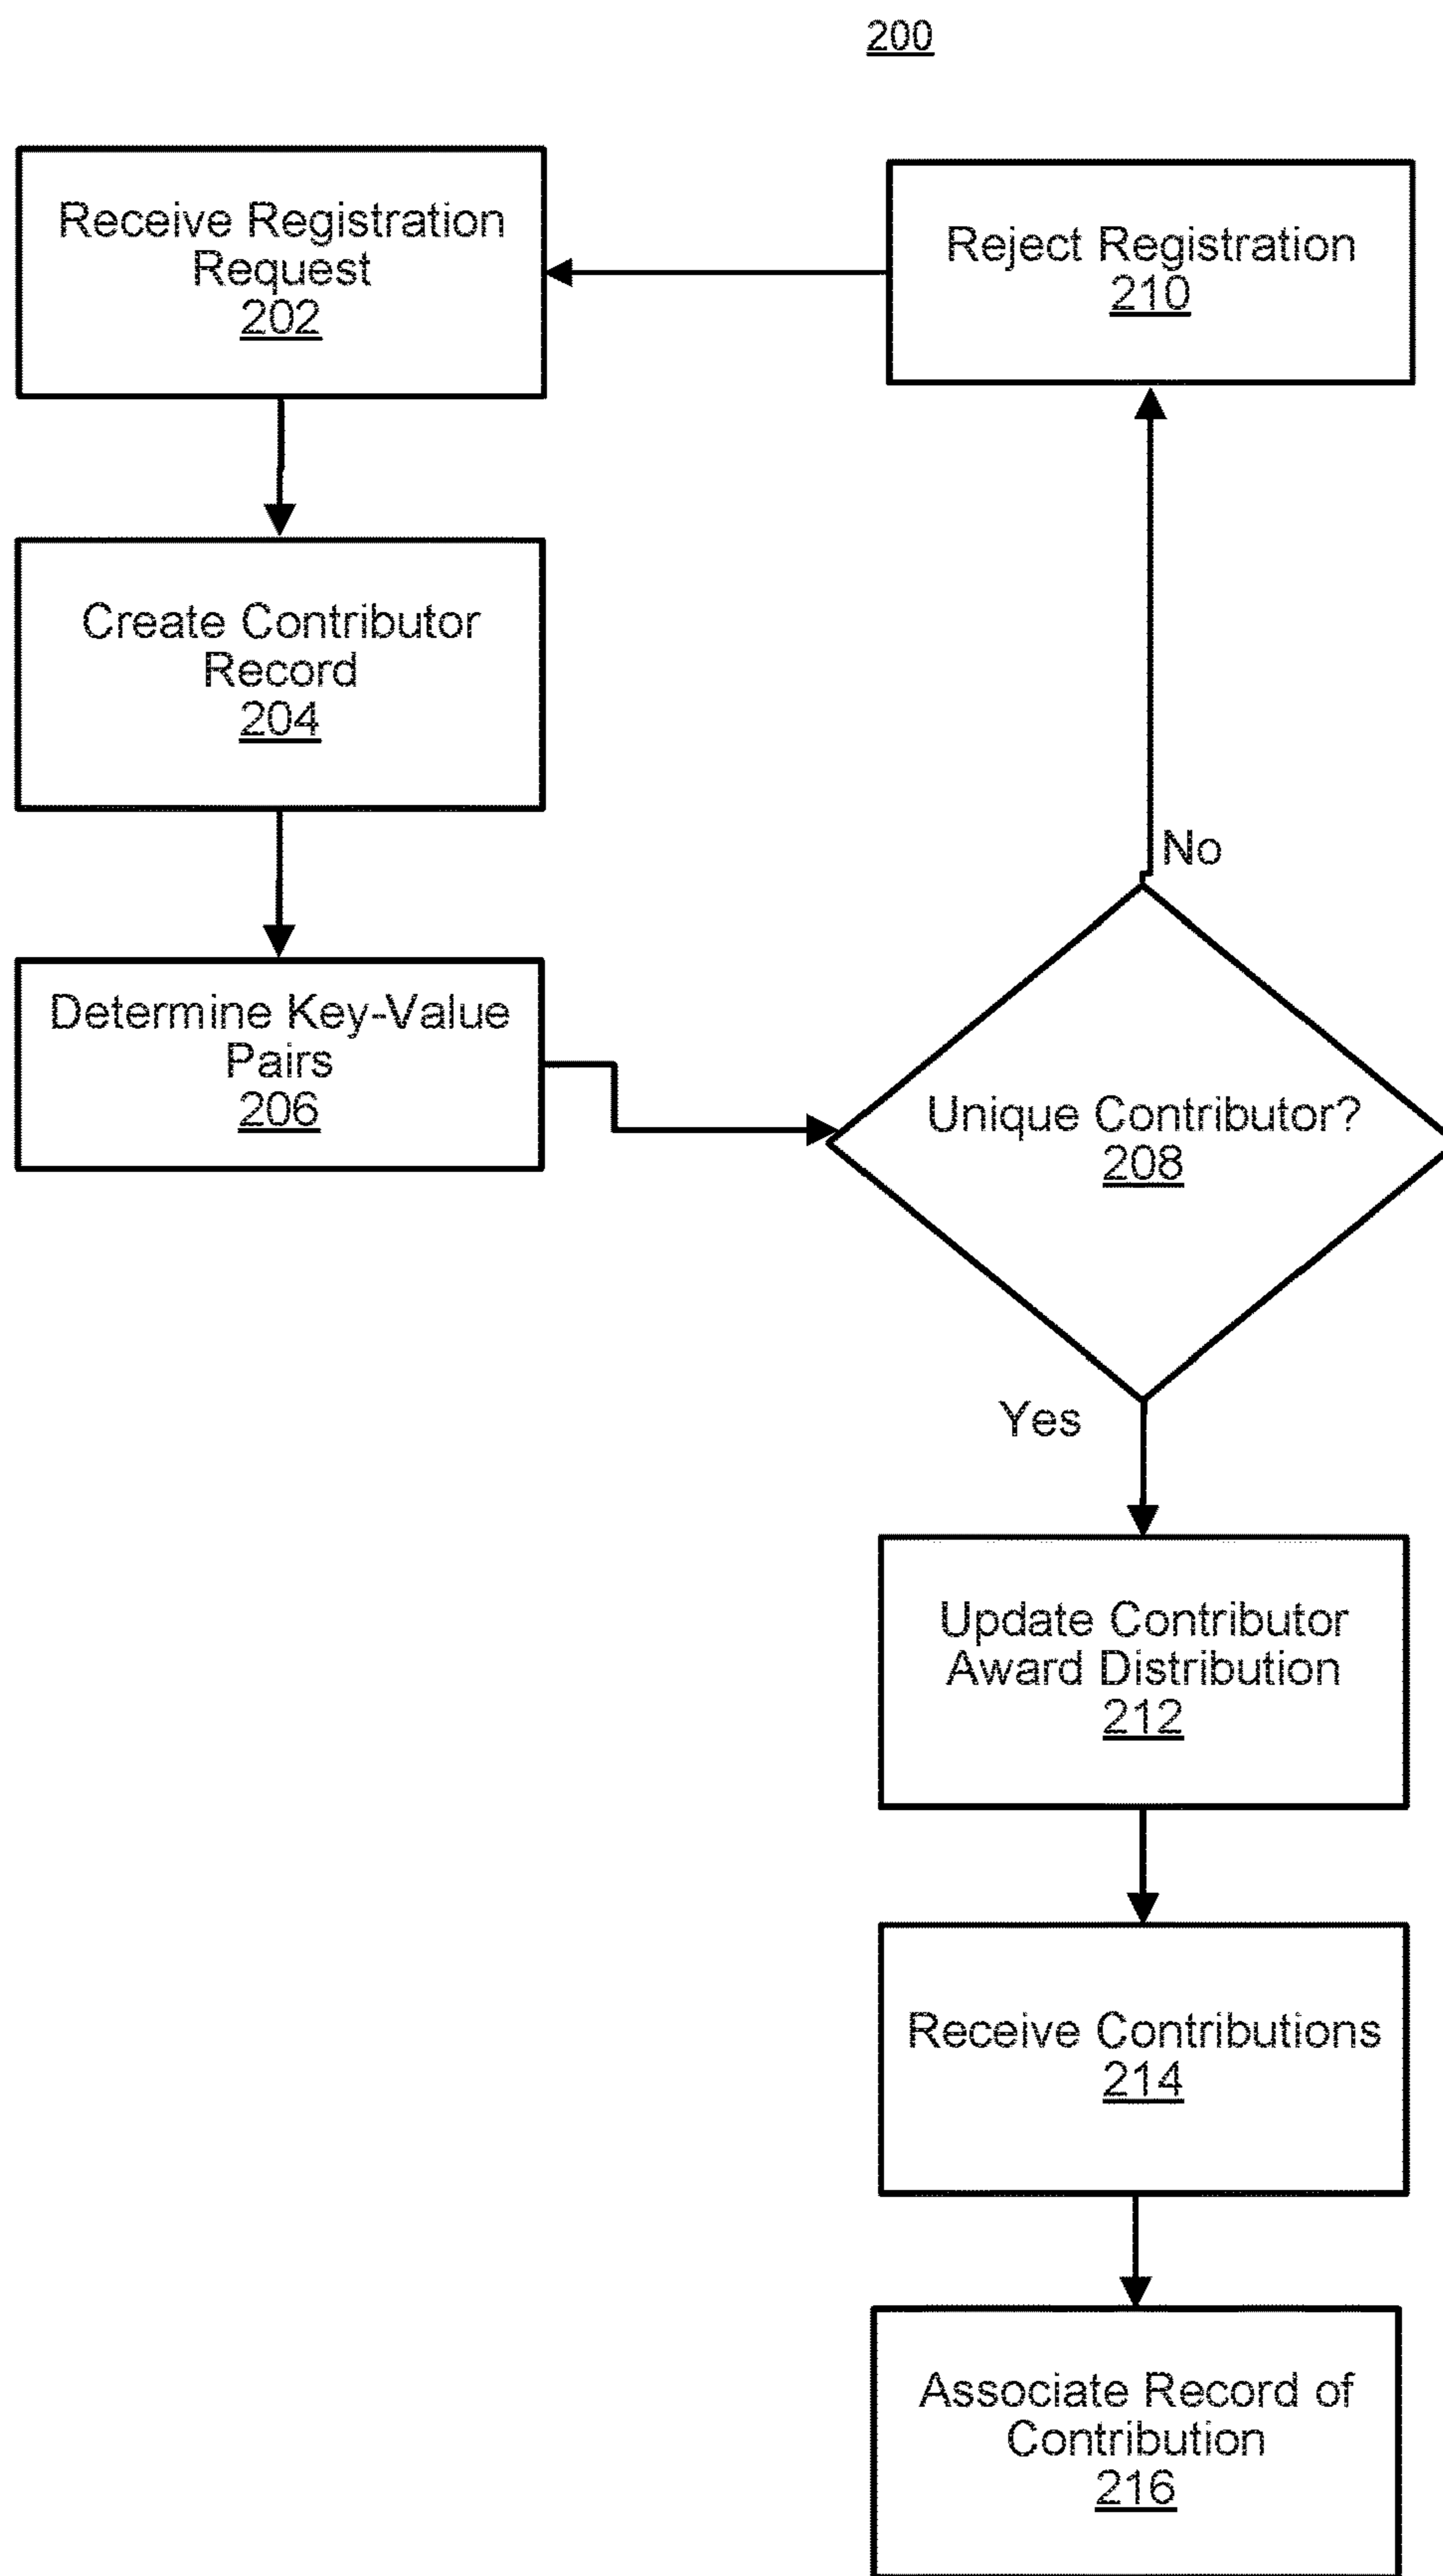 200
Receive Registration
Request
202
Reject Registration
210
Create Contributor
Record
204
No
Determine Key-Value
Pairs
206
Unique Contributor?
208
Yes
Update Contributor
Award Distribution
212
Receive Contributions
214
Associate Record of
Contribution
216